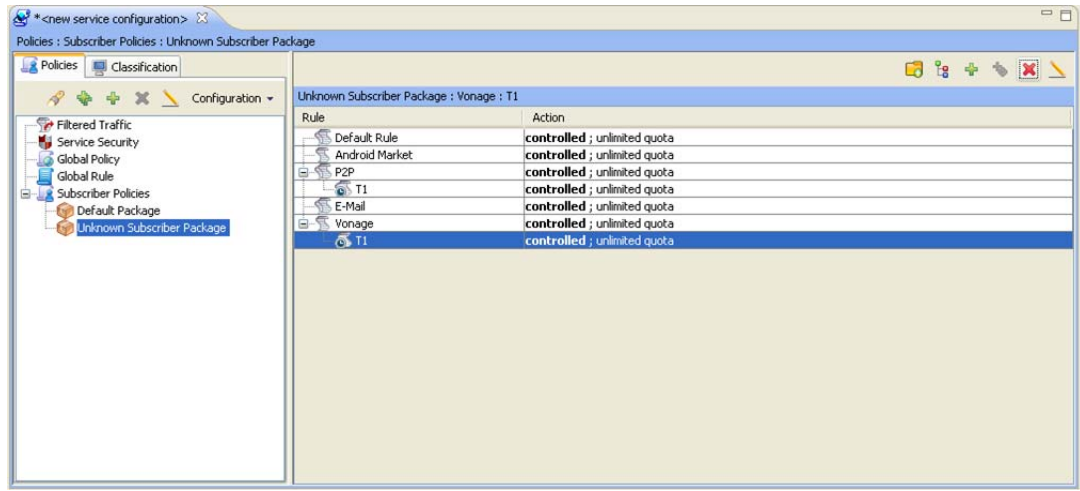 *<new service configuration>
Policies : Subscriber Policies : Unknown Subscriber Package
Policies
Classification
Configuration
Filtered Traffic
Service Security
Global Policy
Global Rule
Subscriber Policies
Default Package
Unknown Subscriber Package
Unknown Subscriber Package : Vonage : T1
Rule Action
Default Rule controlled ; unlimited quota
Android Market controlled ; unlimited quota
P2P controlled ; unlimited quota
T1 controlled ; unlimited quota
E-Mail controlled ; unlimited quota
Vonage controlled ; unlimited quota
T1 controlled ; unlimited quota